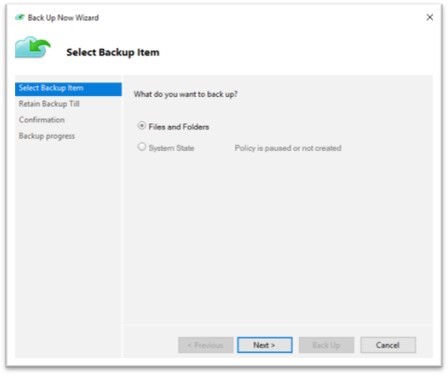 Back Up Now Wizard
Select Backup Item
Select Backup Item
Retain Backup Till
Confirmation
Backup progress
What do you want to back up?
Files and Folders
System State Policy is paused or not created
< Previous Next > Back Up Cancel